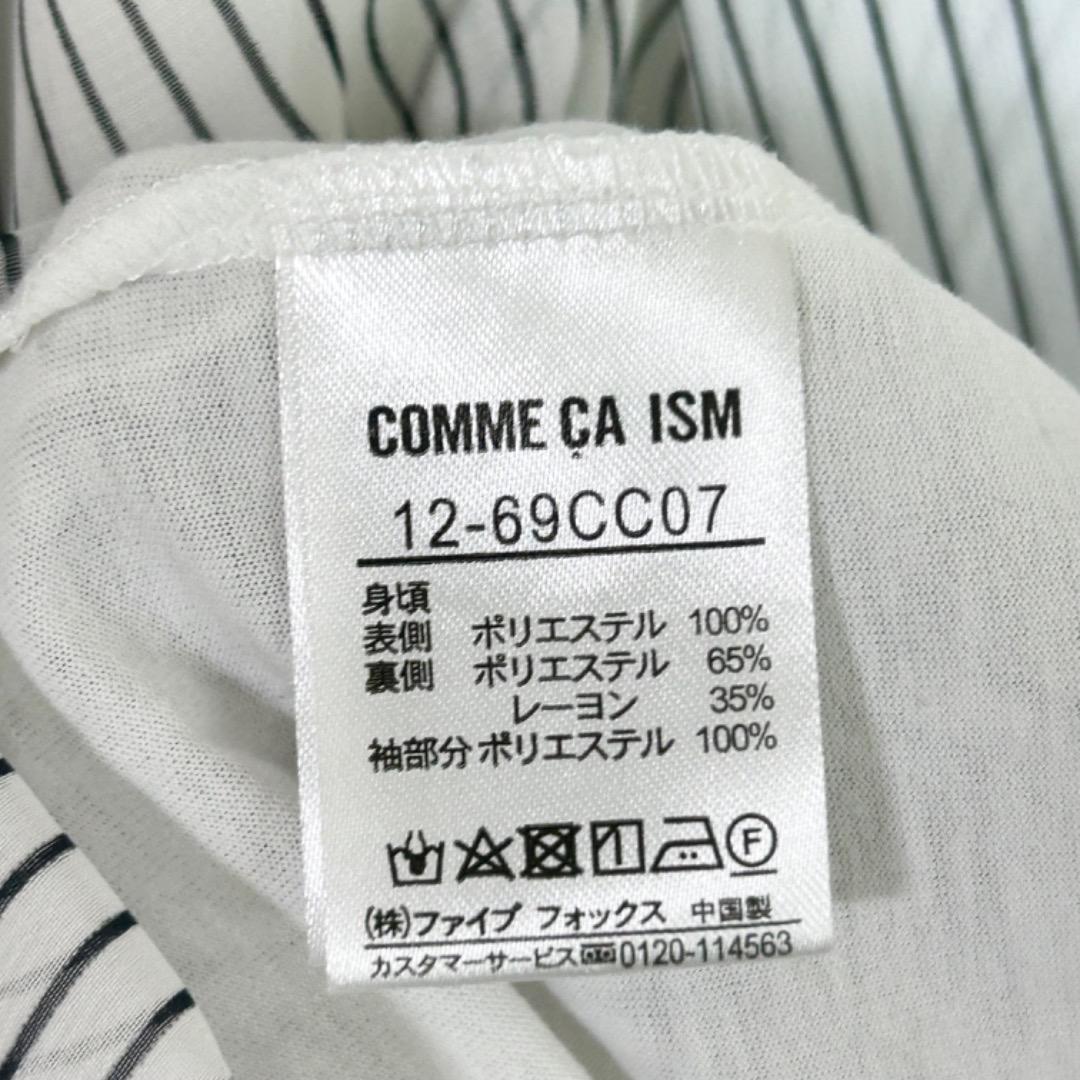 COMME ÇA ISM
12-69CC07
身頃
表側 ポリエステル 100%
裏側 ポリエステル 65%
レーヨン 35%
袖部分 ポリエステル 100%
F
(株)ファイブ フォックス 中国製
カスタマーサービス 0120-114563